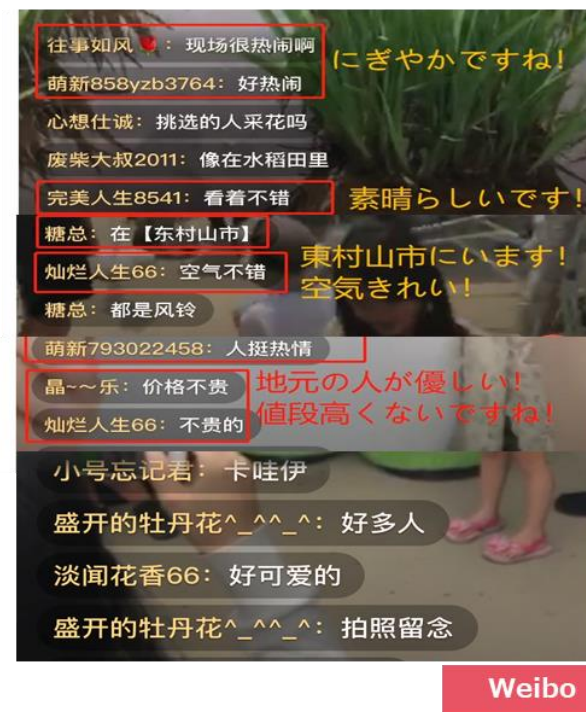 往事如风🌹：现场很热闹啊
にぎやかですね！
萌新858yzb3764：好热闹
心想仕诚：挑选的人采花吗
废柴大叔2011：像在水稻田里
完美人生8541：看着不错
素晴らしいです！
糖总：在【东村山市】
東村山市にいます！
灿烂人生66：空气不错
空気きれい！
糖总：都是风铃
萌新793022458：人挺热情
晶~~乐：价格不贵
地元の人が優しい！
灿烂人生66：不贵的
値段高くないですね！
小号忘记君：卡哇伊
盛开的牡丹花^_^^_^：好多人
淡闻花香66：好可爱的
盛开的牡丹花^_^^_^：拍照留念
Weibo